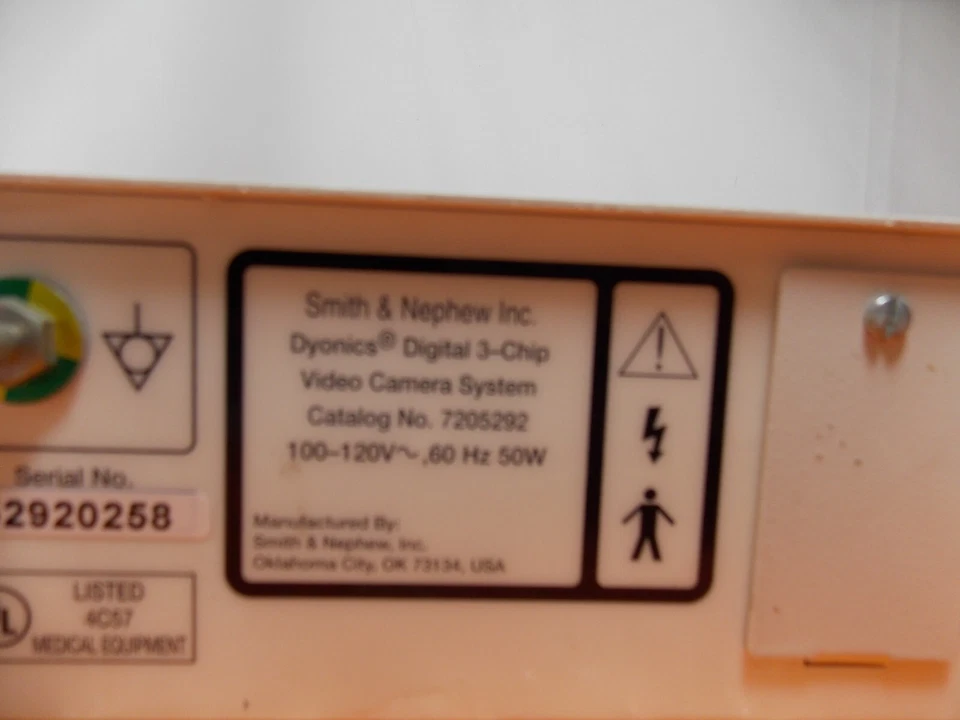 Smith & Nephew Inc.
Dyonics® Digital 3-Chip
Video Camera System
Catalog No. 7205292
100-120V~,60 Hz 50W
Manufactured By:
Smith & Nephew, Inc.
Oklahoma City, OK 73134, USA
Serial No.
2920258
LISTED
4C57
MEDICAL EQUIPMENT